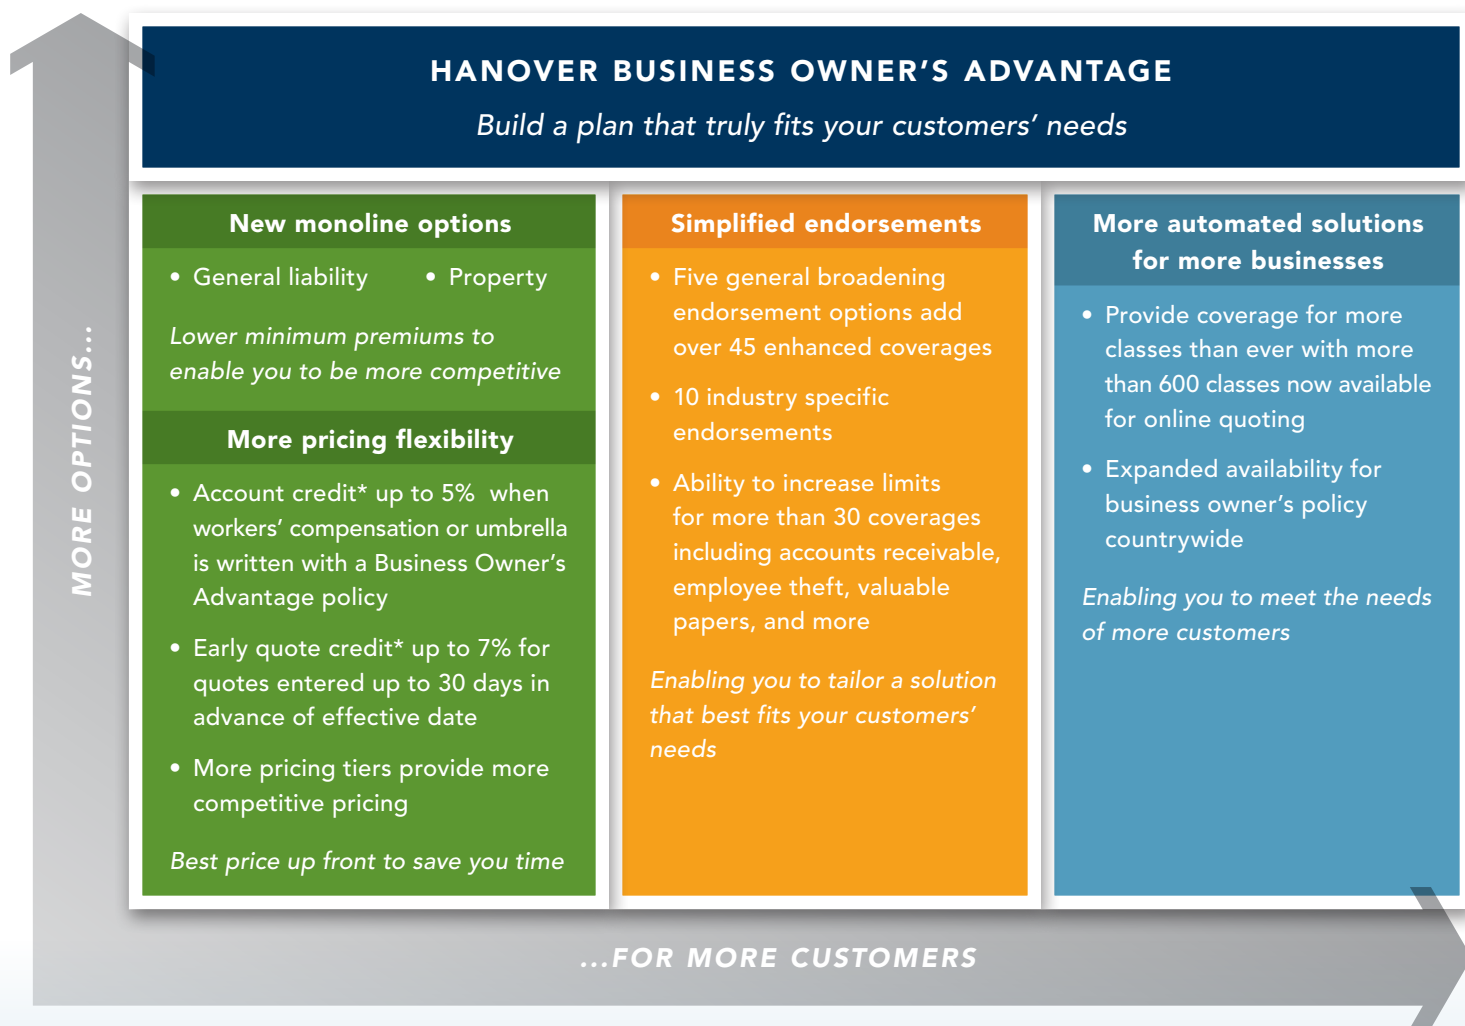 HANOVER BUSINESS OWNER’S ADVANTAGE
Build a plan that truly fits your customers’ needs
MORE OPTIONS...
New monoline options
• General liability • Property
Lower minimum premiums to
enable you to be more competitive
More pricing flexibility
• Account credit* up to 5% when
workers’ compensation or umbrella
is written with a Business Owner’s
Advantage policy
• Early quote credit* up to 7% for
quotes entered up to 30 days in
advance of effective date
• More pricing tiers provide more
competitive pricing
Best price up front to save you time
Simplified endorsements
• Five general broadening
endorsement options add
over 45 enhanced coverages
• 10 industry specific
endorsements
• Ability to increase limits
for more than 30 coverages
including accounts receivable,
employee theft, valuable
papers, and more
Enabling you to tailor a solution
that best fits your customers’
needs
More automated solutions
for more businesses
• Provide coverage for more
classes than ever with more
than 600 classes now available
for online quoting
• Expanded availability for
business owner’s policy
countrywide
Enabling you to meet the needs
of more customers
...FOR MORE CUSTOMERS